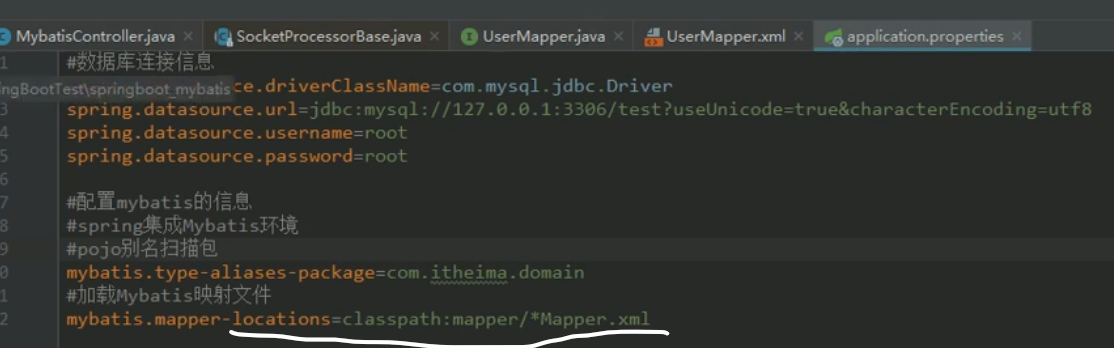 MybatisController.java × SocketProcessorBase.java × UserMapper.java × UserMapper.xml × application.properties ×
1 #数据库连接信息
ingBootTest\springboot_mybatis ce.driverClassName=com.mysql.jdbc.Driver
3 spring.datasource.url=jdbc:mysql://127.0.0.1:3306/test?useUnicode=true&characterEncoding=utf8
4 spring.datasource.username=root
5 spring.datasource.password=root
6
7 #配置mybatis的信息
8 #spring集成Mybatis环境
9 #pojo别名扫描包
0 mybatis.type-aliases-package=com.itheima.domain
1 #加载Mybatis映射文件
2 mybatis.mapper-locations=classpath:mapper/*Mapper.xml